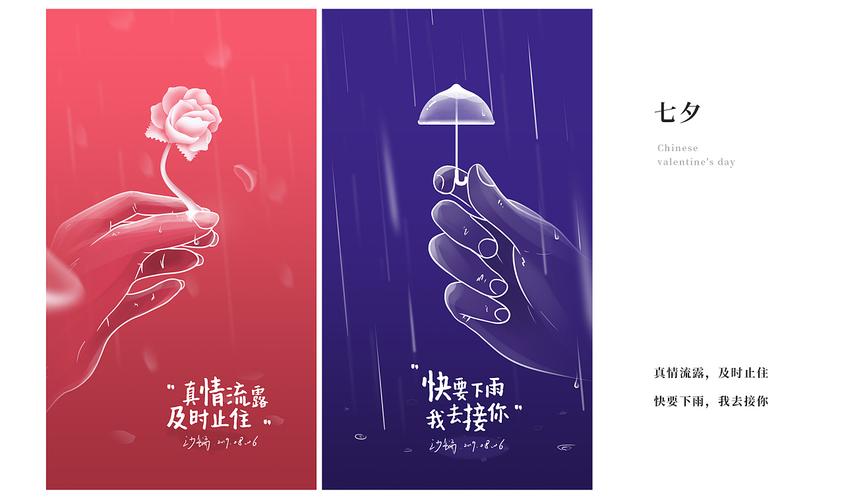 "真情流露
及时止住"
"快要下雨
我去接你"
七夕
Chinese
valentine's day
真情流露，及时止住
快要下雨，我去接你